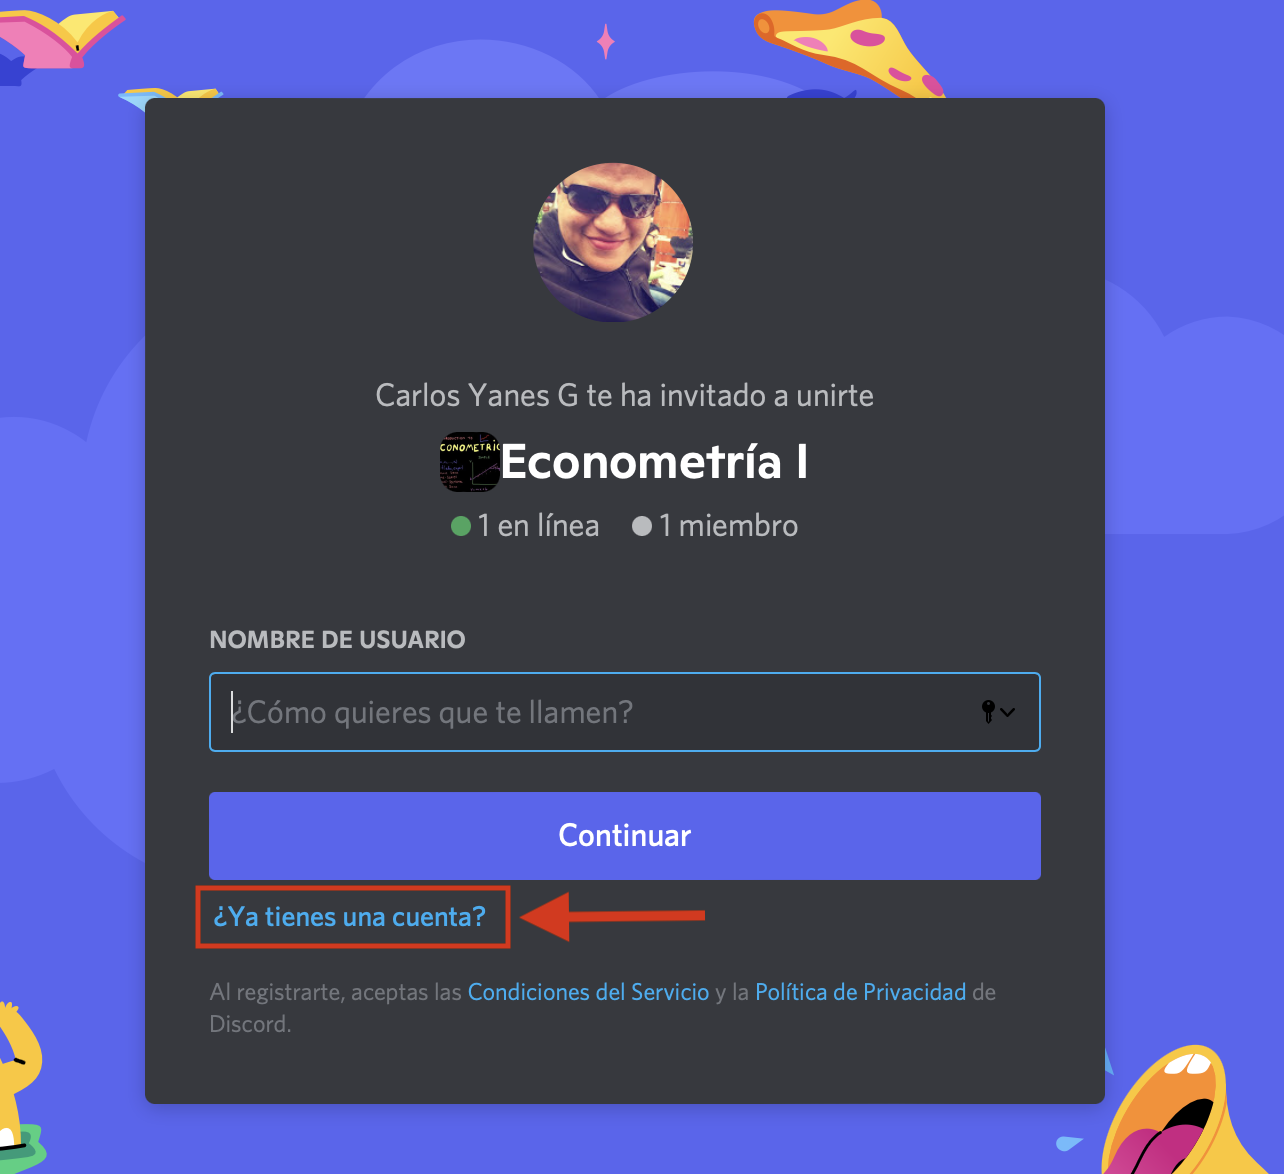 Carlos Yanes G te ha invitado a unirte
CONOMETRIC
Econometría I
1 en línea 1 miembro
NOMBRE DE USUARIO
¿Cómo quieres que te llamen?
Continuar
¿Ya tienes una cuenta?
Al registrarte, aceptas las Condiciones del Servicio y la Política de Privacidad de
Discord.